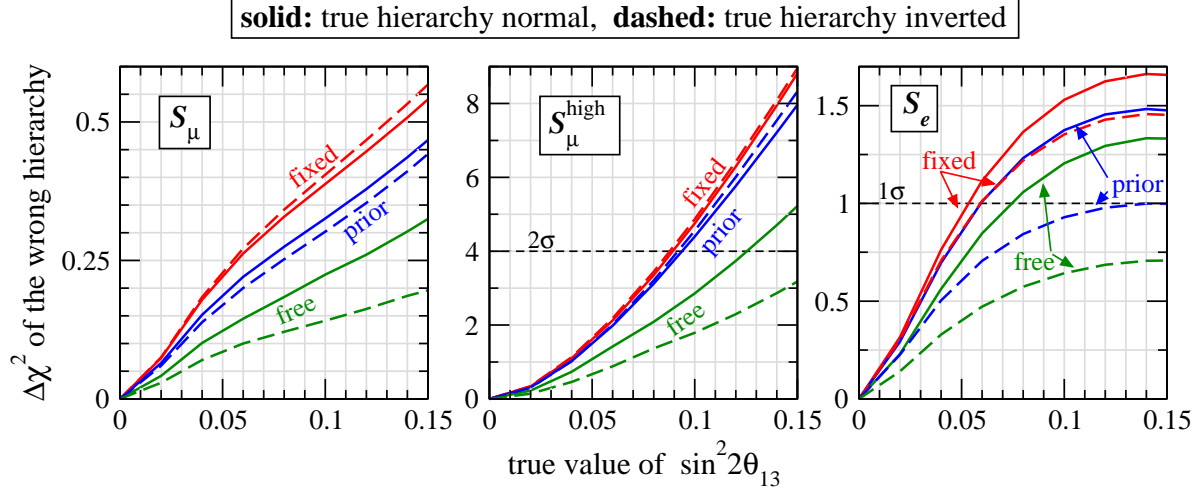 solid: true hierarchy normal, dashed: true hierarchy inverted
Δχ² of the wrong hierarchy
S_μ
fixed
prior
free
0.5
0.25
0
0 0.05 0.1 0.15
S_μ^high
fixed
prior
2σ
free
8
6
4
2
0
0 0.05 0.1 0.15
S_e
fixed
prior
1σ
free
1.5
1
0.5
0
0 0.05 0.1 0.15
true value of sin²2θ₁₃